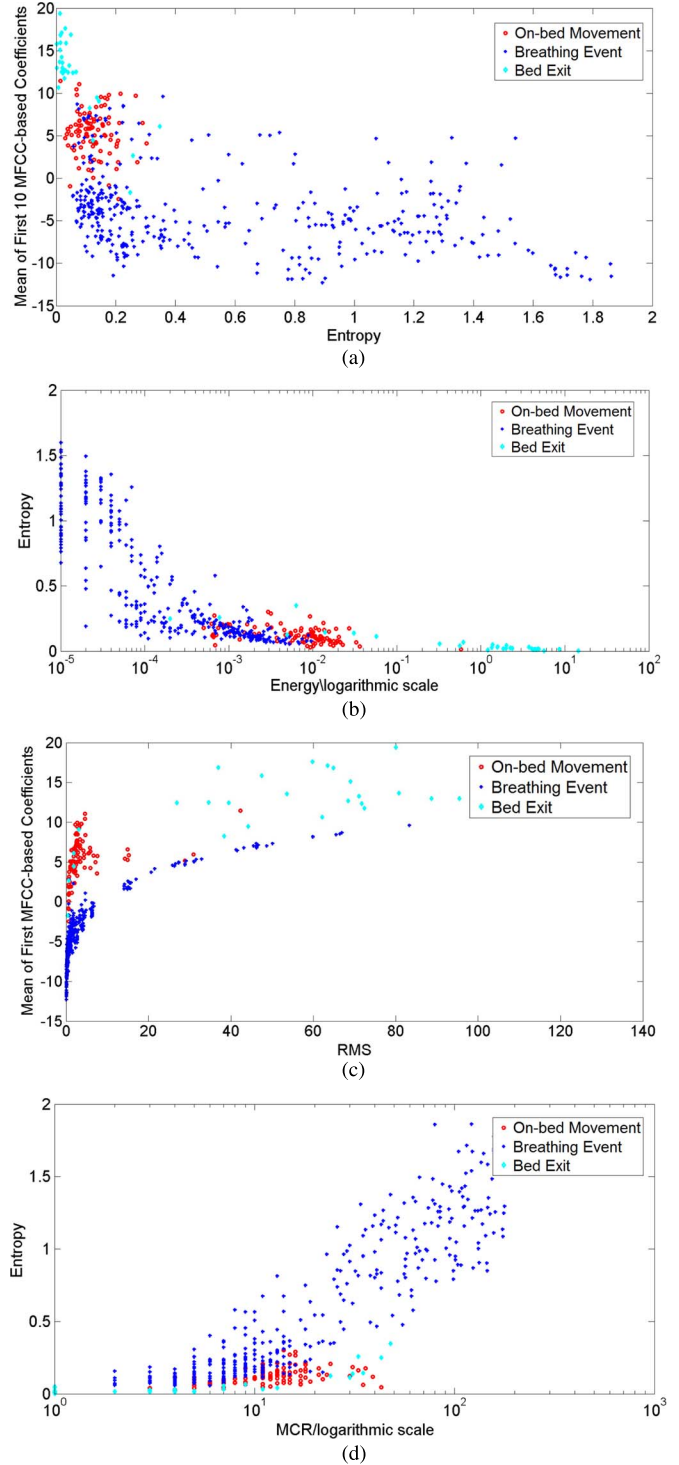 20
15
10
5
0
-5
-10
-15
Mean of First 10 MFCC-based Coefficients
On-bed Movement
Breathing Event
Bed Exit
0 0.2 0.4 0.6 0.8 1 1.2 1.4 1.6 1.8 2
Entropy
(a)
2
1.5
1
0.5
0
Entropy
On-bed Movement
Breathing Event
Bed Exit
10^-5 10^-4 10^-3 10^-2 10^-1 10^0 10^1 10^2
Energy\logarithmic scale
(b)
20
15
10
5
0
-5
-10
-15
Mean of First MFCC-based Coefficients
On-bed Movement
Breathing Event
Bed Exit
0 20 40 60 80 100 120 140
RMS
(c)
2
1.5
1
0.5
0
Entropy
On-bed Movement
Breathing Event
Bed Exit
10^0 10^1 10^2 10^3
MCR/logarithmic scale
(d)